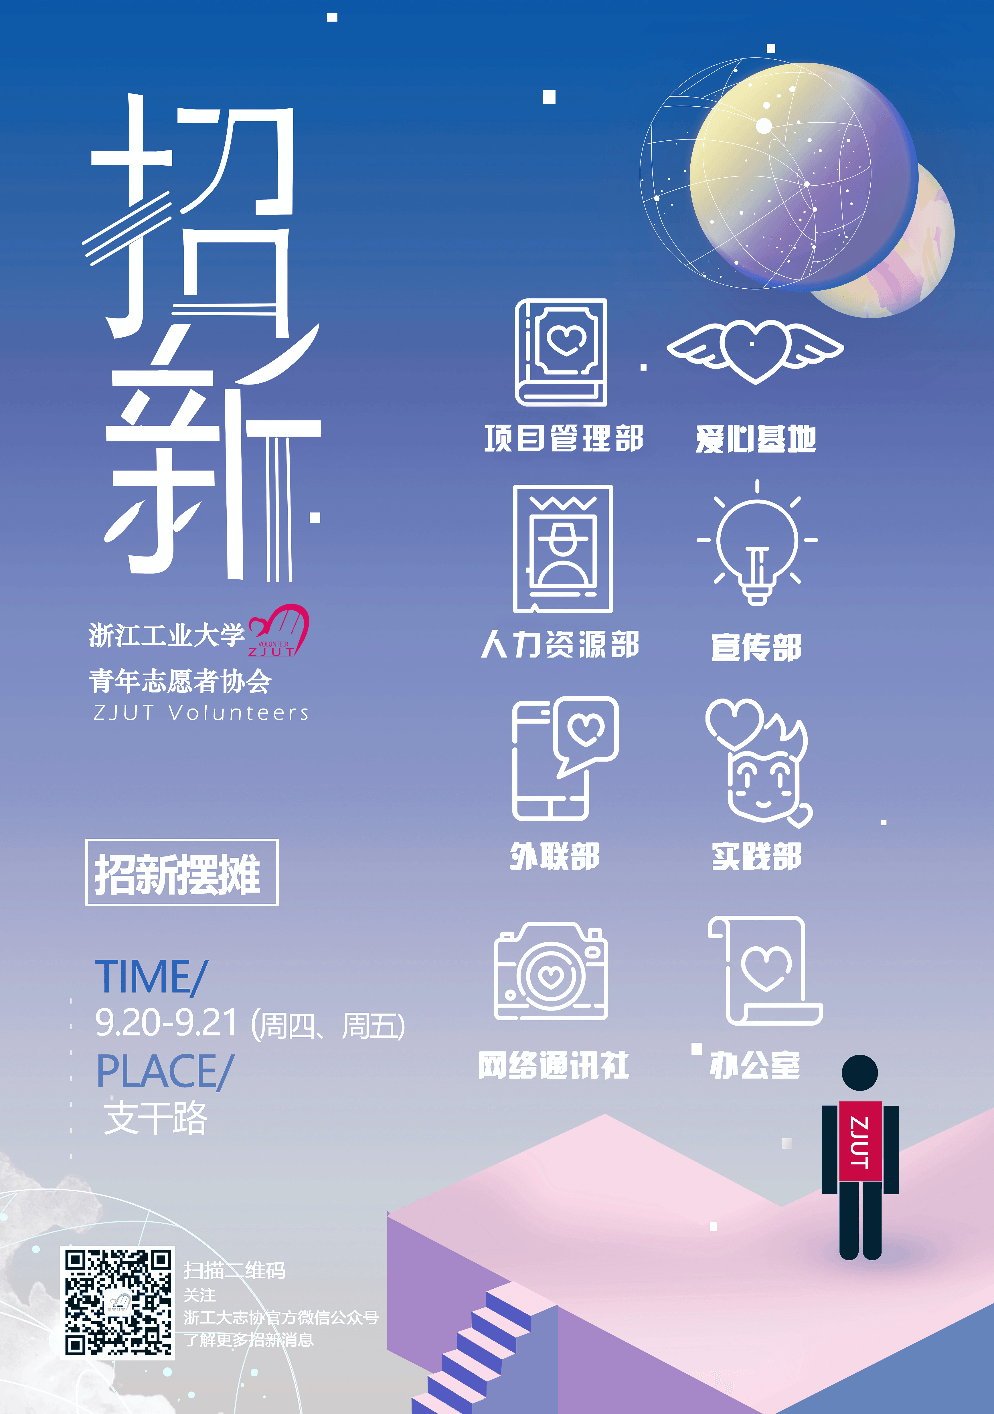 招新
浙江工业大学
VOLUNTEER
ZJUT
青年志愿者协会
ZJUT Volunteers
项目管理部
爱心基地
人力资源部
宣传部
外联部
实践部
网络通讯社
办公室
招新摆摊
TIME/
9.20-9.21 (周四、周五)
PLACE/
支干路
ZJUT
扫描二维码
关注
浙工大志协官方微信公众号
了解更多招新消息